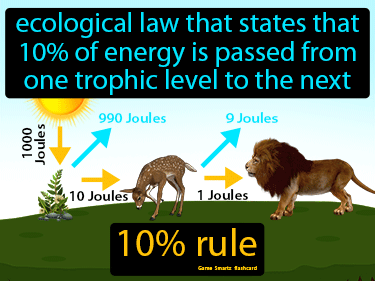 ecological law that states that
10% of energy is passed from
one trophic level to the next
990 Joules
9 Joules
1000
Joules
10 Joules
1 Joules
10% rule
Game Smartz flashcard